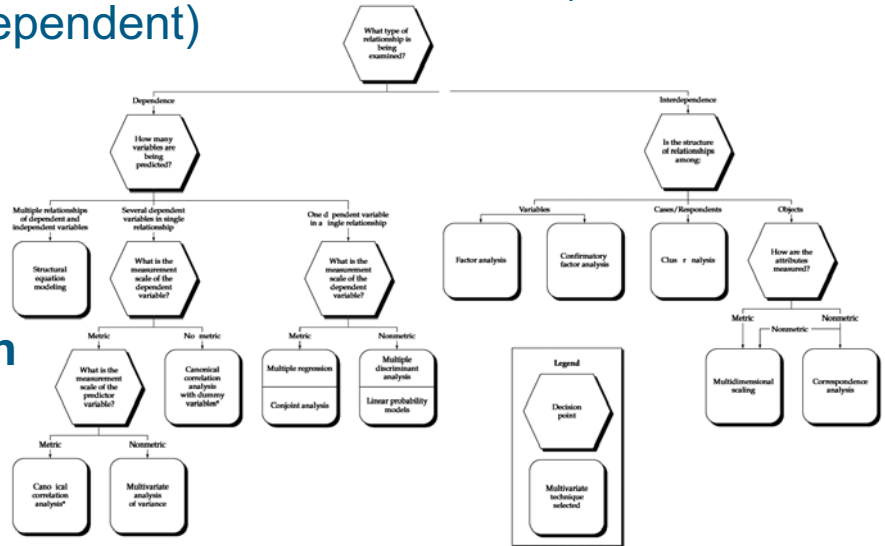 ependent)
What type of
relationship is
being
examined?
Dependence
Interdependence
How many
variables are
being
predicted?
Is the structure
of relationships
among:
Multiple relationships
of dependent and
independent variables
Several dependent
variables in single
relationship
One d pendent variable
in a ingle relationship
Variables
Cases/Respondents
Objects
Structural
equation
modeling
What is the
measurement
scale of the
dependent
variable?
What is the
measurement
scale of the
dependent
variable?
Factor analysis
Confirmatory
factor analysis
Clus r nalysis
How are the
attributes
measured?
Metric
No metric
Metric
Nonmetric
Metric
Nonmetric
Nonmetric
n
What is the
measurement
scale of the
predictor
variable?
Canonical
correlation
analysis
with dummy
variables*
Multiple regression
Conjoint analysis
Multiple
discriminant
analysis
Linear probability
models
Legend
Decision
point
Multivariate
technique
selected
Multidimensional
scaling
Correspondence
analysis
Metric
Nonmetric
Cano ical
correlation
analysis*
Multivariate
analysis
of variance